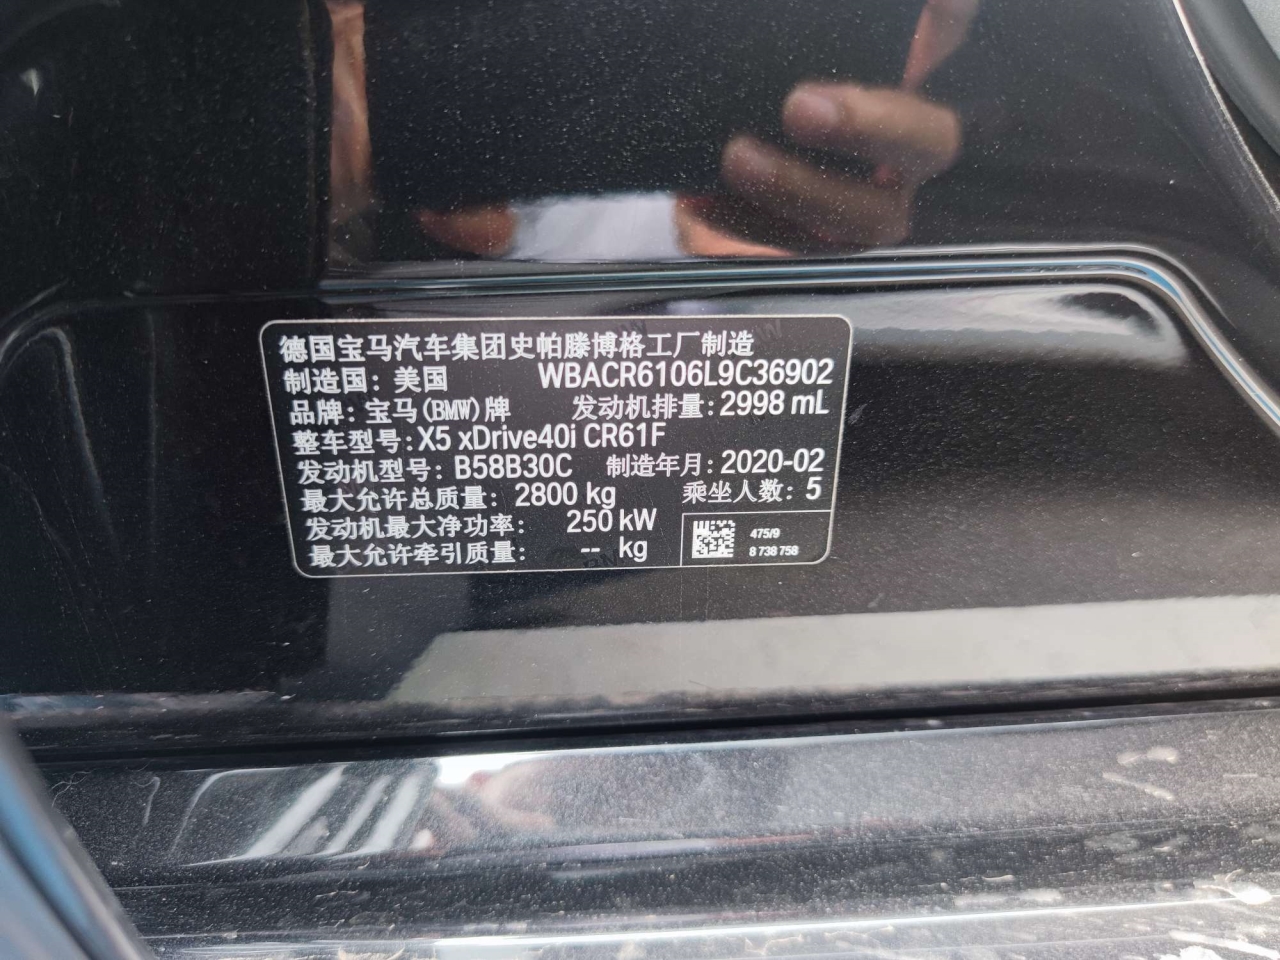 德国宝马汽车集团史帕滕博格工厂制造
制造国：美国 WBACR6106L9C36902
品牌：宝马(BMW)牌 发动机排量：2998 mL
整车型号：X5 xDrive40i CR61F
发动机型号：B58B30C 制造年月：2020-02
最大允许总质量：2800 kg 乘坐人数：5
发动机最大净功率：250 kW
最大允许牵引质量：-- kg
475/9
8 738 758